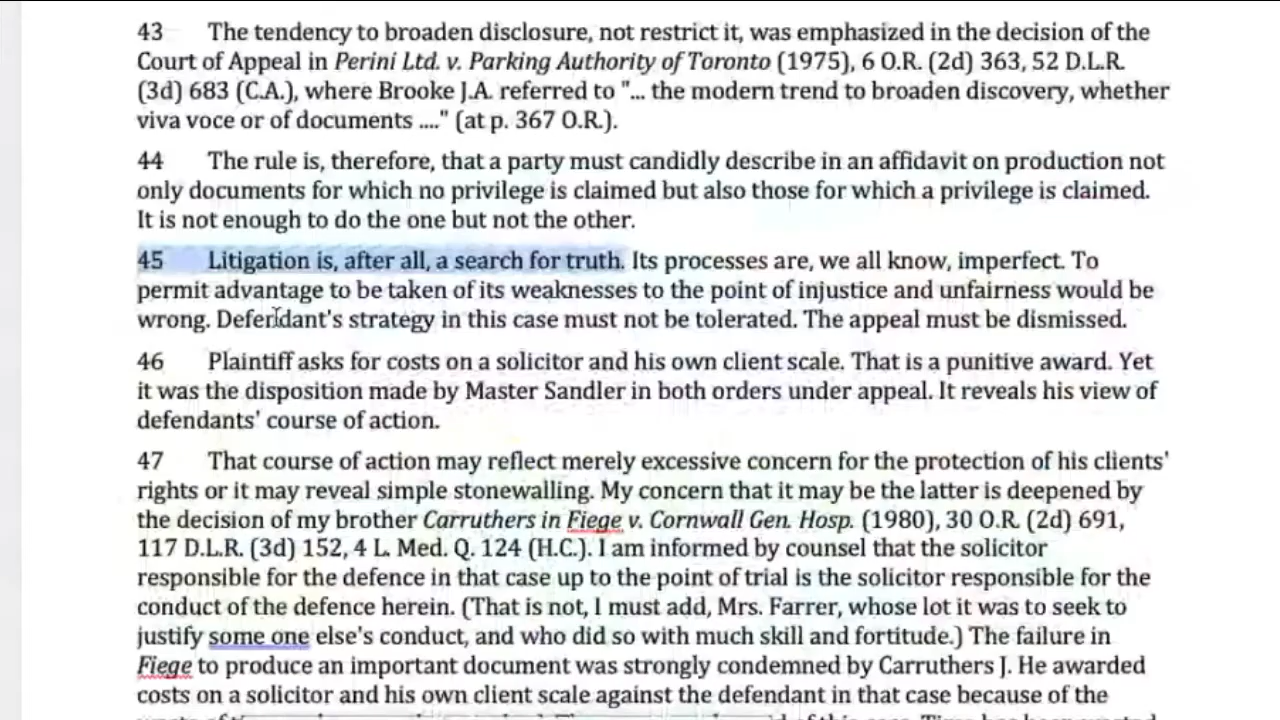 43 The tendency to broaden disclosure, not restrict it, was emphasized in the decision of the
Court of Appeal in Perini Ltd. v. Parking Authority of Toronto (1975), 6 O.R. (2d) 363, 52 D.L.R.
(3d) 683 (C.A.), where Brooke J.A. referred to "... the modern trend to broaden discovery, whether
viva voce or of documents ...." (at p. 367 O.R.).
44 The rule is, therefore, that a party must candidly describe in an affidavit on production not
only documents for which no privilege is claimed but also those for which a privilege is claimed.
It is not enough to do the one but not the other.
45 Litigation is, after all, a search for truth. Its processes are, we all know, imperfect. To
permit advantage to be taken of its weaknesses to the point of injustice and unfairness would be
wrong. Defendant's strategy in this case must not be tolerated. The appeal must be dismissed.
46 Plaintiff asks for costs on a solicitor and his own client scale. That is a punitive award. Yet
it was the disposition made by Master Sandler in both orders under appeal. It reveals his view of
defendants' course of action.
47 That course of action may reflect merely excessive concern for the protection of his clients'
rights or it may reveal simple stonewalling. My concern that it may be the latter is deepened by
the decision of my brother Carruthers in Fiege v. Cornwall Gen. Hosp. (1980), 30 O.R. (2d) 691,
117 D.L.R. (3d) 152, 4 L. Med. Q. 124 (H.C.). I am informed by counsel that the solicitor
responsible for the defence in that case up to the point of trial is the solicitor responsible for the
conduct of the defence herein. (That is not, I must add, Mrs. Farrer, whose lot it was to seek to
justify some one else's conduct, and who did so with much skill and fortitude.) The failure in
Fiege to produce an important document was strongly condemned by Carruthers J. He awarded
costs on a solicitor and his own client scale against the defendant in that case because of the